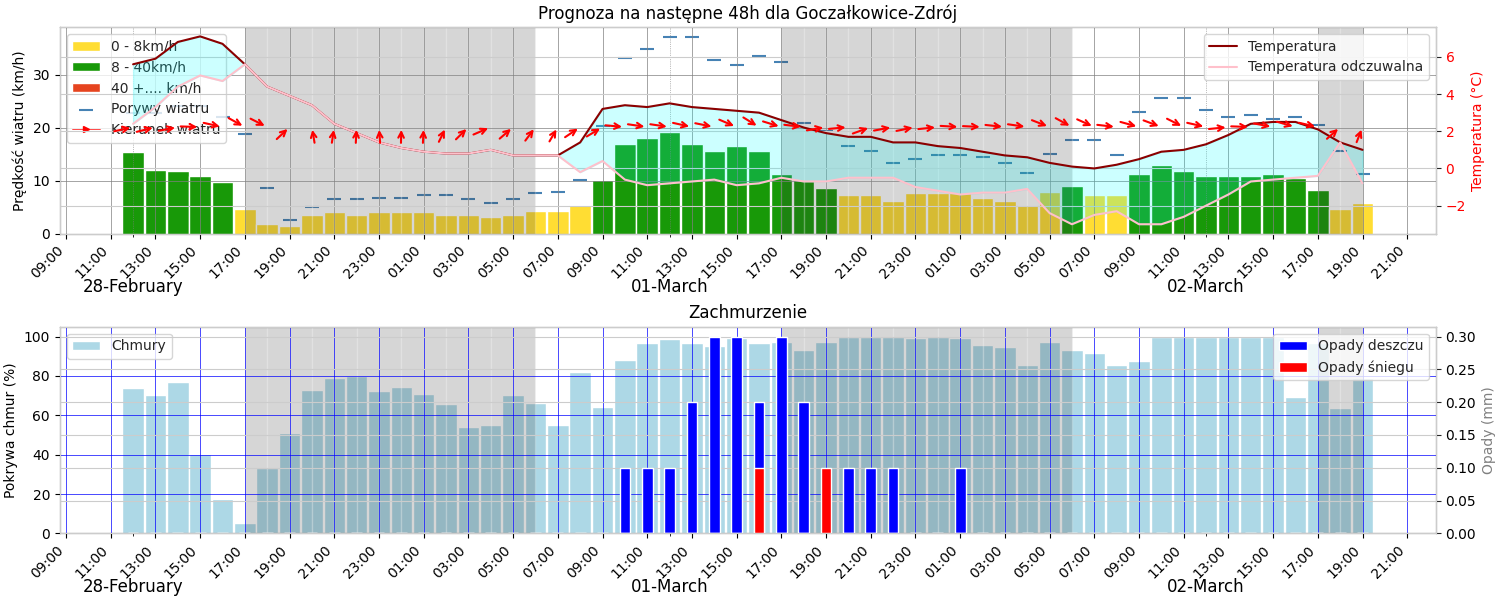 Prognoza na następne 48h dla Goczałkowice-Zdrój
Prędkość wiatru (km/h)
30
20
10
0
0 - 8km/h
8 - 40km/h
40 +.... km/h
Porywy wiatru
Kierunek wiatru
Temperatura
Temperatura odczuwalna
6
4
2
0
−2
Temperatura (°C)
09:00 11:00 13:00 15:00 17:00 19:00 21:00 23:00 01:00 03:00 05:00 07:00 09:00 11:00 13:00 15:00 17:00 19:00 21:00 23:00 01:00 03:00 05:00 07:00 09:00 11:00 13:00 15:00 17:00 19:00 21:00
28-February 01-March 02-March
Zachmurzenie
Pokrywa chmur (%)
100
80
60
40
20
0
Chmury
Opady deszczu
Opady śniegu
0.30
0.25
0.20
0.15
0.10
0.05
0.00
Opady (mm)
09:00 11:00 13:00 15:00 17:00 19:00 21:00 23:00 01:00 03:00 05:00 07:00 09:00 11:00 13:00 15:00 17:00 19:00 21:00 23:00 01:00 03:00 05:00 07:00 09:00 11:00 13:00 15:00 17:00 19:00 21:00
28-February 01-March 02-March